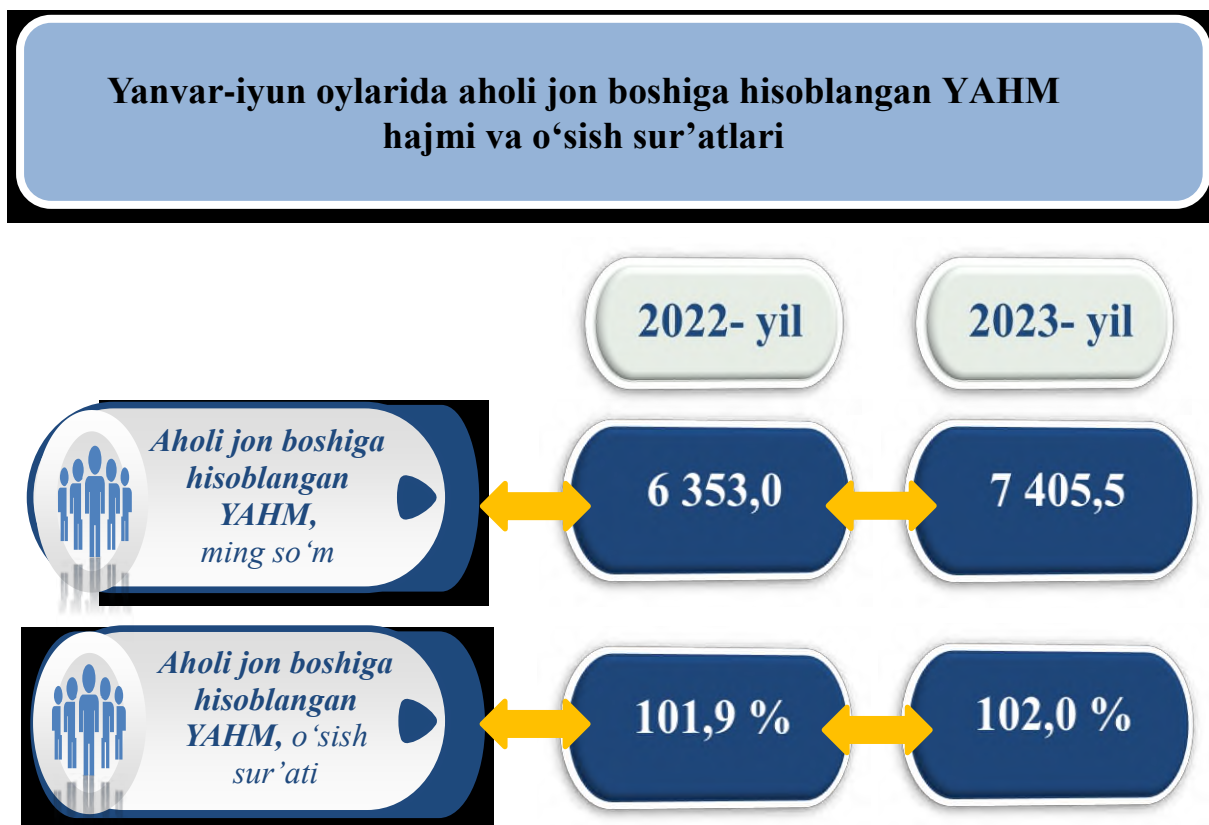 Yanvar-iyun oylarida aholi jon boshiga hisoblangan YAHM
hajmi va o‘sish sur’atlari
2022- yil
2023- yil
Aholi jon boshiga
hisoblangan
YAHM,
ming so‘m
6 353,0
7 405,5
Aholi jon boshiga
hisoblangan
YAHM, o‘sish
sur’ati
101,9 %
102,0 %